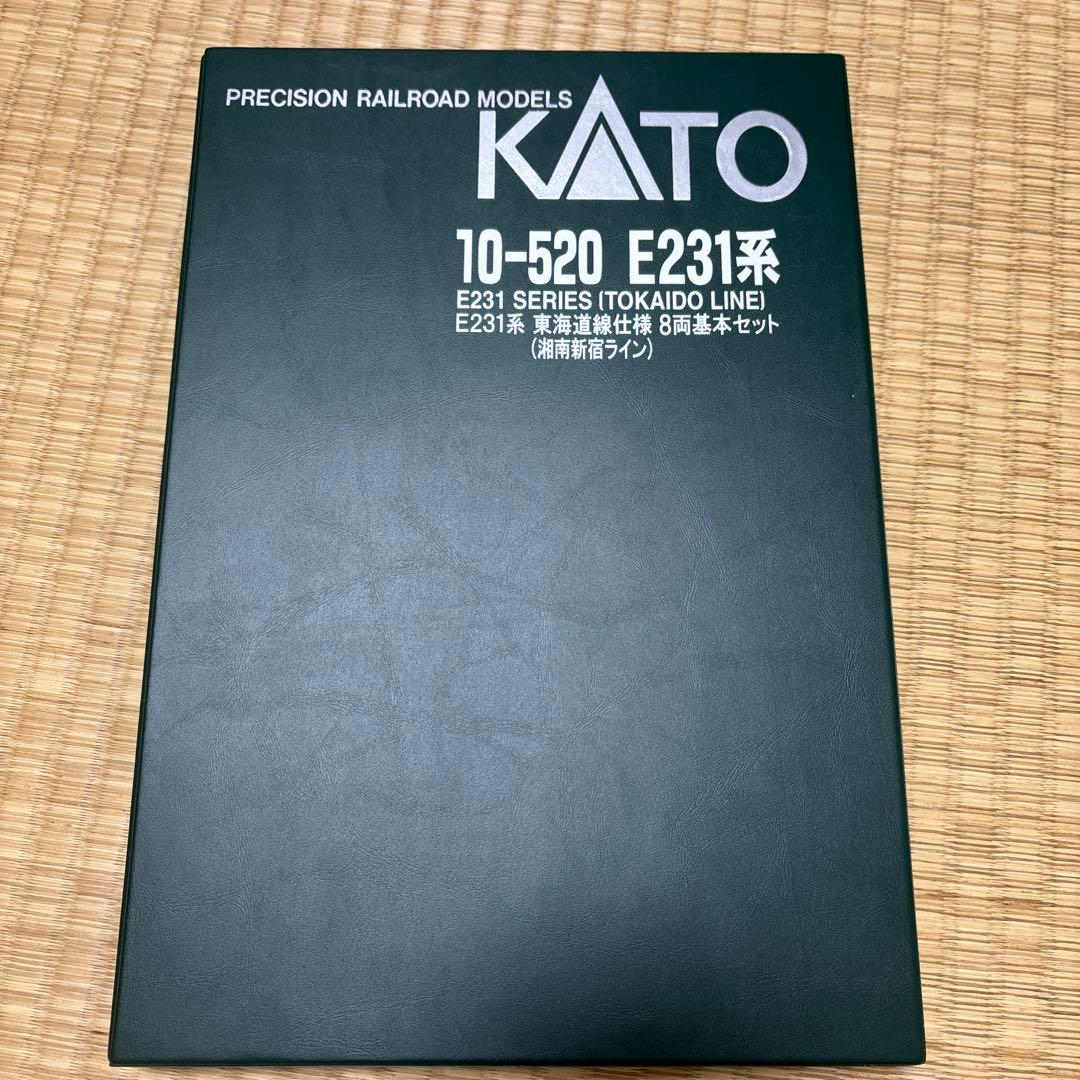 PRECISION RAILROAD MODELS
KATO
10-520 E231系
E231 SERIES (TOKAIDO LINE)
E231系 東海道線仕様 8両基本セット
(湘南新宿ライン)